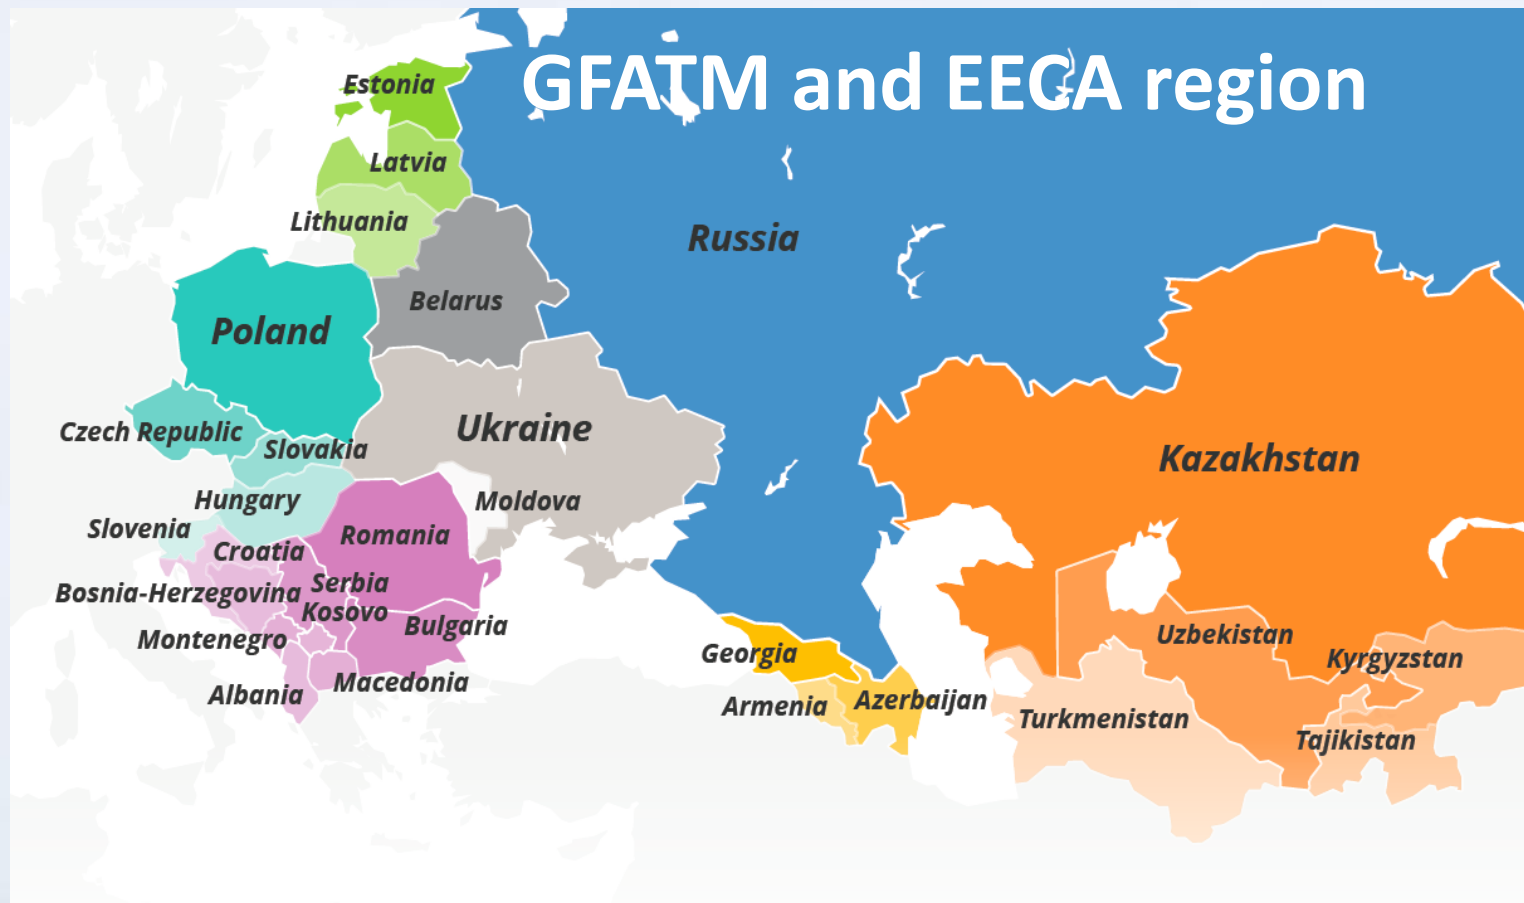 GFATM and EECA region
Estonia
Latvia
Lithuania
Russia
Belarus
Poland
Ukraine
Czech Republic
Slovakia
Kazakhstan
Hungary
Moldova
Slovenia
Romania
Croatia
Serbia
Bosnia-Herzegovina
Kosovo
Bulgaria
Montenegro
Uzbekistan
Georgia
Kyrgyzstan
Macedonia
Albania
Armenia
Azerbaijan
Turkmenistan
Tajikistan